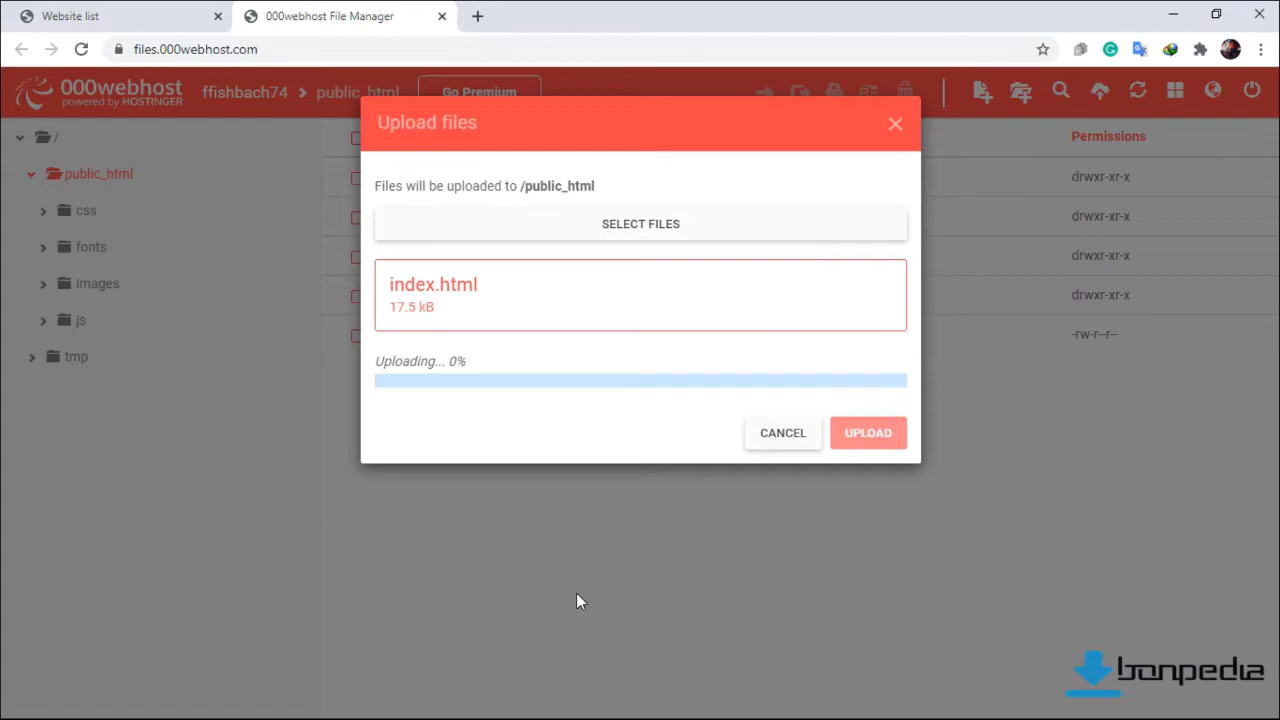 Website list
000webhost File Manager
files.000webhost.com
000webhost
powered by HOSTINGER
ffishbach74
public_html
Go Premium
/
public_html
css
fonts
images
js
tmp
Permissions
drwxr-xr-x
drwxr-xr-x
drwxr-xr-x
drwxr-xr-x
-rw-r--r--
Upload files
Files will be uploaded to /public_html
SELECT FILES
index.html
17.5 kB
Uploading... 0%
CANCEL
UPLOAD
bonpedia